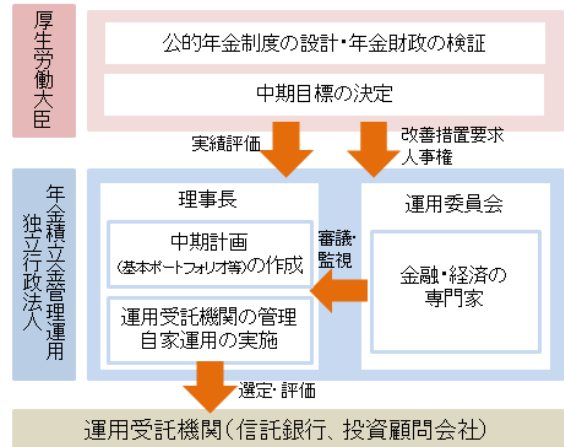 厚生労働大臣
公的年金制度の設計・年金財政の検証
中期目標の決定
実績評価
改善措置要求
人事権
年金積立金管理運用
独立行政法人
理事長
中期計画
(基本ポートフォリオ等)の作成
運用受託機関の管理
自家運用の実施
審議・
監視
運用委員会
金融・経済の
専門家
選定・評価
運用受託機関(信託銀行、投資顧問会社)